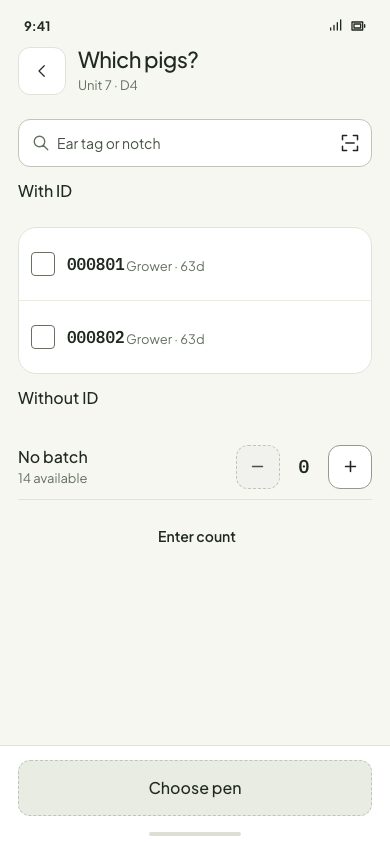 9:41
Which pigs?
Unit 7 · D4
Ear tag or notch
With ID
000801 Grower · 63d
000802 Grower · 63d
Without ID
No batch
14 available
− 0 +
Enter count
Choose pen